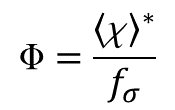 Φ = ⟨χ⟩* / f_σ